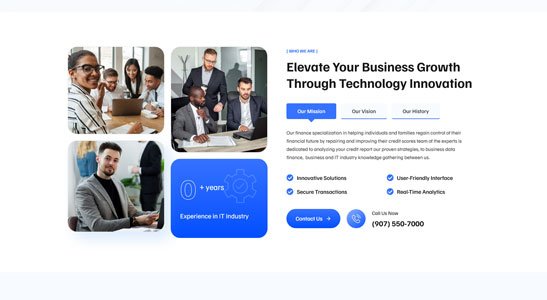 [ WHO WE ARE ]
Elevate Your Business Growth
Through Technology Innovation
Our Mission
Our Vision
Our History
Our finance specialization in helping individuals and families regain control of their
financial future by repairing and improving their credit scores team of the experts is
dedicated to analyzing your credit report our proven strategies, to business data
finance, business and IT industry knowledge gathering between us.
Innovative Solutions
User-Friendly Interface
Secure Transactions
Real-Time Analytics
Contact Us
Call Us Now
(907) 550-7000
0 + years
Experience in IT Industry